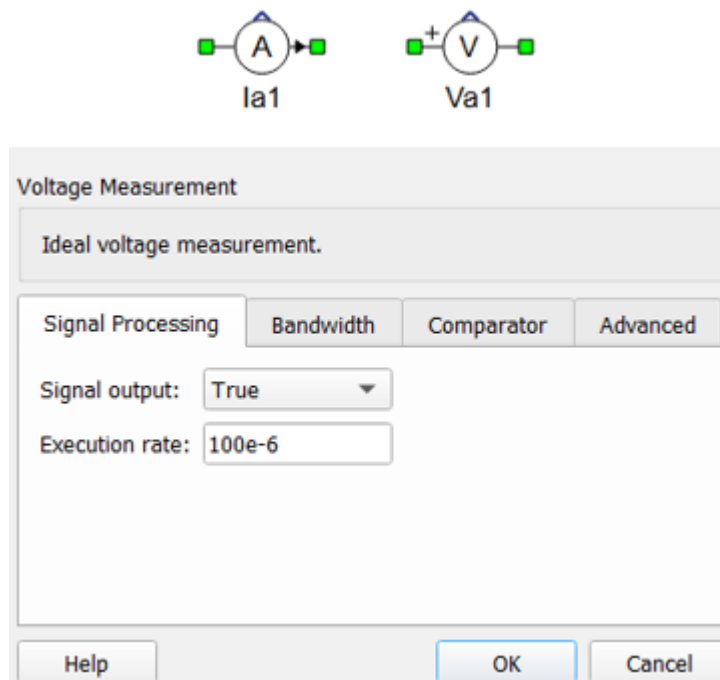 A + V
Ia1 Va1
Voltage Measurement
Ideal voltage measurement.
Signal Processing Bandwidth Comparator Advanced
Signal output: True
Execution rate: 100e-6
Help OK Cancel